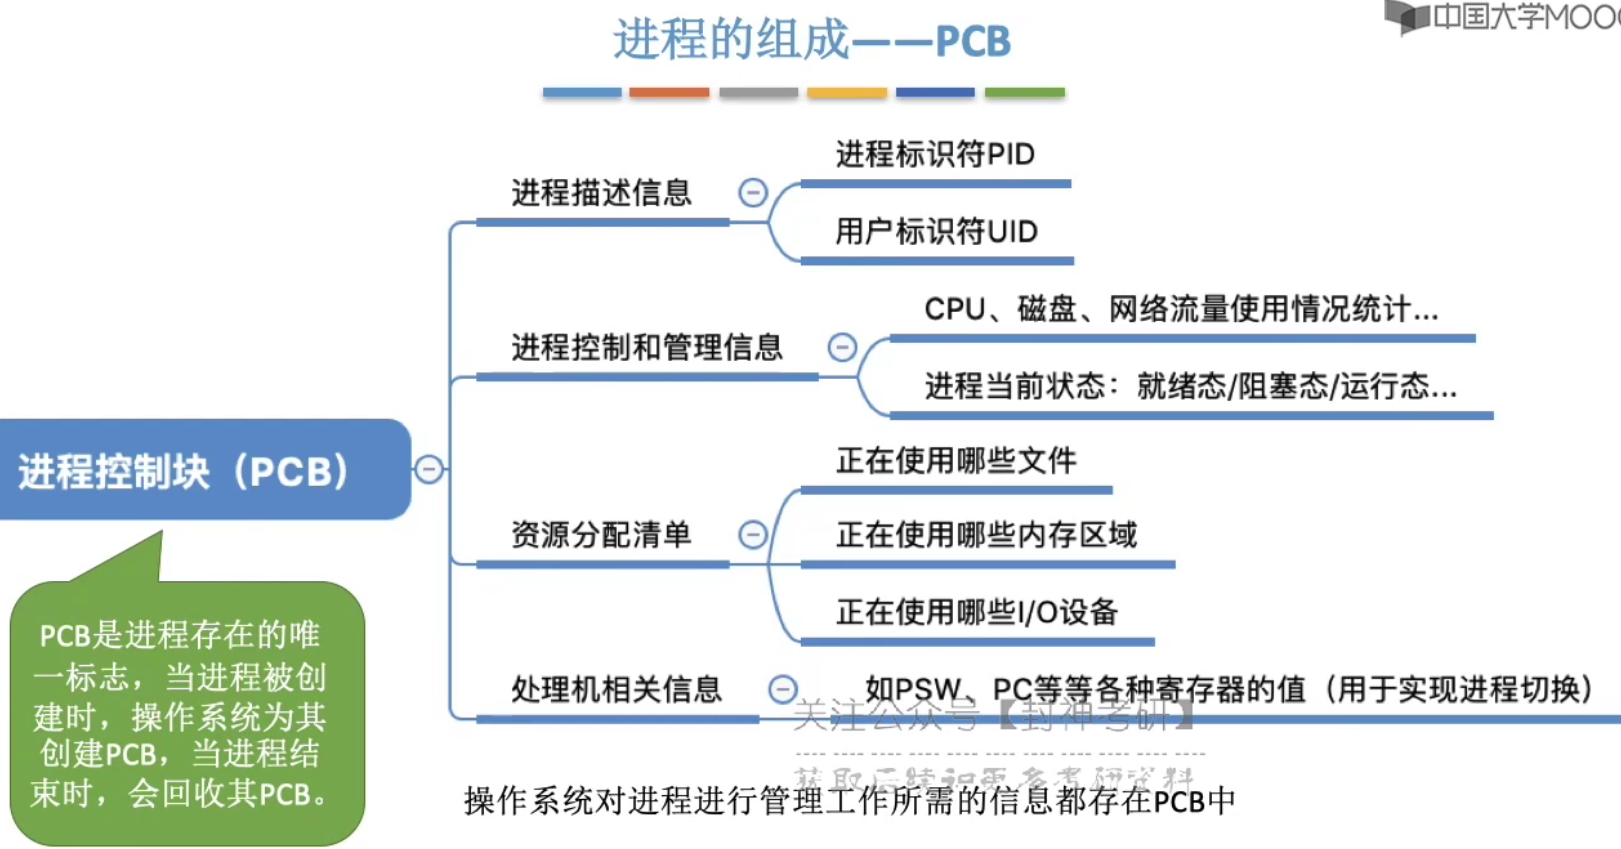 中国大学MOO
进程的组成——PCB
进程标识符PID
进程描述信息
用户标识符UID
CPU、磁盘、网络流量使用情况统计...
进程控制和管理信息
进程当前状态：就绪态/阻塞态/运行态...
进程控制块（PCB）
正在使用哪些文件
资源分配清单
正在使用哪些内存区域
正在使用哪些I/O设备
处理机相关信息
如PSW、PC等等各种寄存器的值（用于实现进程切换）
关注公众号【封神考研】
获取后续和更多考研资料
PCB是进程存在的唯
一标志，当进程被创
建时，操作系统为其
创建PCB，当进程结
束时，会回收其PCB。
操作系统对进程进行管理工作所需的信息都存在PCB中